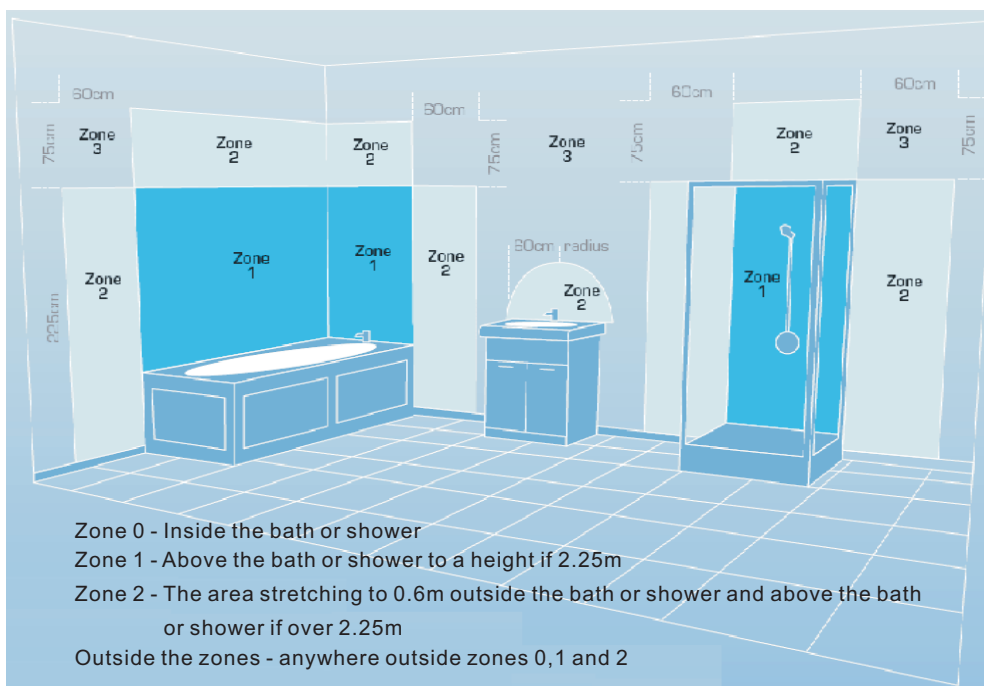 60cm
60cm
60cm
60cm
75cm
Zone
3
Zone
2
Zone
2
75cm
Zone
3
75cm
Zone
2
Zone
3
75cm
225cm
Zone
2
Zone
1
Zone
1
Zone
2
60cm radius
Zone
2
Zone
1
Zone
2
Zone 0 - Inside the bath or shower
Zone 1 - Above the bath or shower to a height if 2.25m
Zone 2 - The area stretching to 0.6m outside the bath or shower and above the bath
or shower if over 2.25m
Outside the zones - anywhere outside zones 0,1 and 2